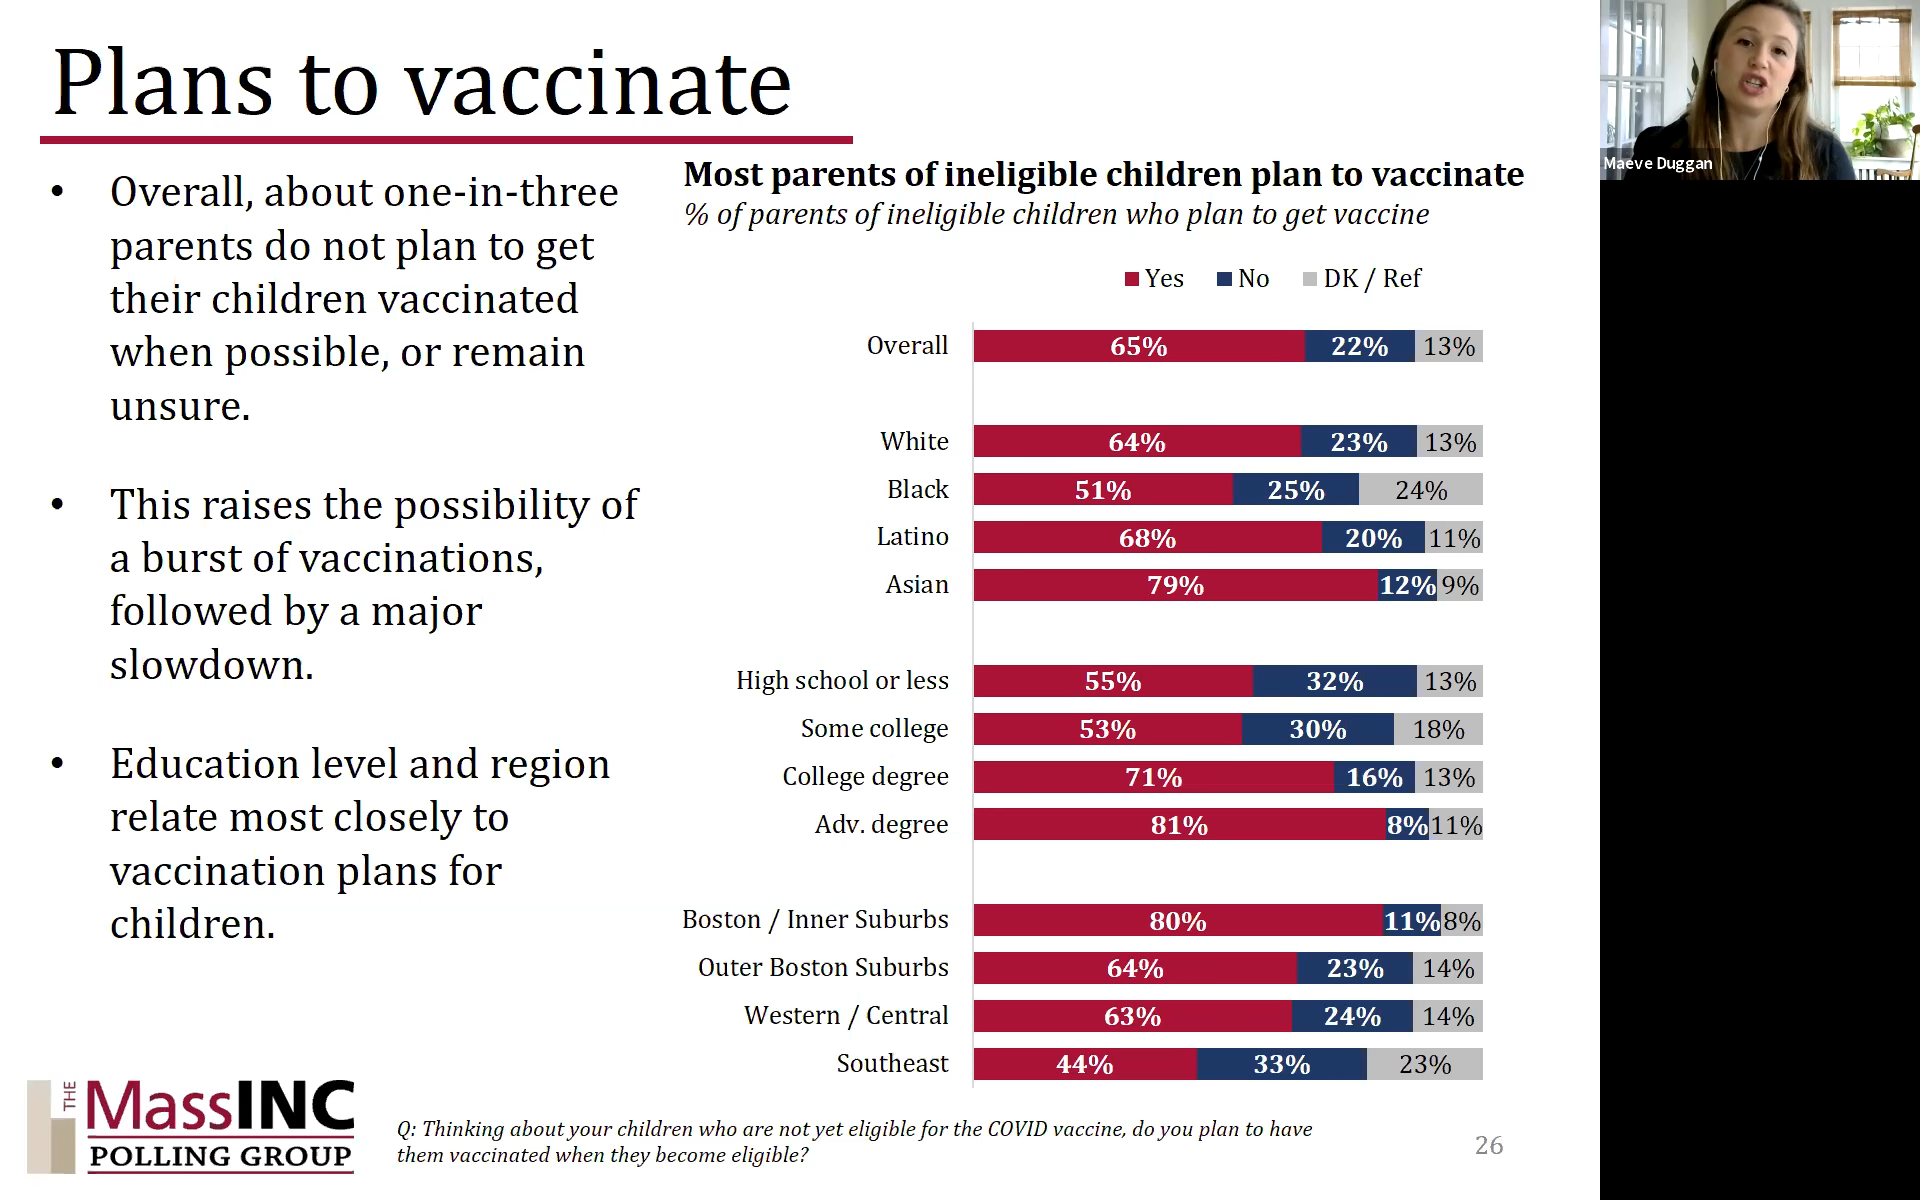 Plans to vaccinate
• Overall, about one-in-three
parents do not plan to get
their children vaccinated
when possible, or remain
unsure.
• This raises the possibility of
a burst of vaccinations,
followed by a major
slowdown.
• Education level and region
relate most closely to
vaccination plans for
children.
Most parents of ineligible children plan to vaccinate
% of parents of ineligible children who plan to get vaccine
Yes No DK / Ref
Overall 65% 22% 13%
White 64% 23% 13%
Black 51% 25% 24%
Latino 68% 20% 11%
Asian 79% 12% 9%
High school or less 55% 32% 13%
Some college 53% 30% 18%
College degree 71% 16% 13%
Adv. degree 81% 8% 11%
Boston / Inner Suburbs 80% 11% 8%
Outer Boston Suburbs 64% 23% 14%
Western / Central 63% 24% 14%
Southeast 44% 33% 23%
THE MassINC
POLLING GROUP
Q: Thinking about your children who are not yet eligible for the COVID vaccine, do you plan to have
them vaccinated when they become eligible?
26
Maeve Duggan